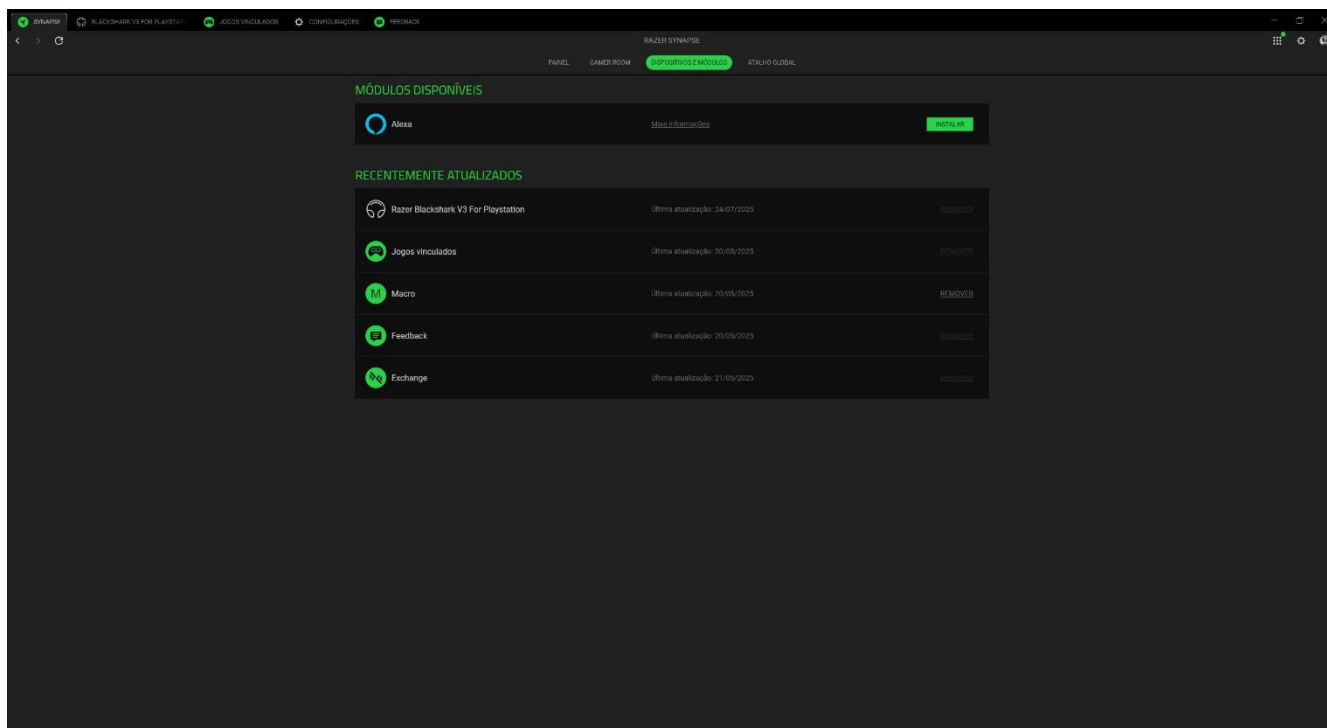 SYNAPSE BLACKSHARK V3 FOR PLAYSTATI JOGOS VINCULADOS CONFIGURAÇÕES FEEDBACK
RAZER SYNAPSE
PAINEL GAMER ROOM DISPOSITIVOS E MÓDULOS ATALHO GLOBAL
MÓDULOS DISPONÍVEIS
Alexa Mais informações INSTALAR
RECENTEMENTE ATUALIZADOS
Razer Blackshark V3 For Playstation Última atualização: 24/07/2025 REMOVER
Jogos vinculados Última atualização: 20/05/2025 REMOVER
M Macro Última atualização: 20/05/2025 REMOVER
Feedback Última atualização: 20/05/2025 REMOVER
Exchange Última atualização: 21/05/2025 REMOVER